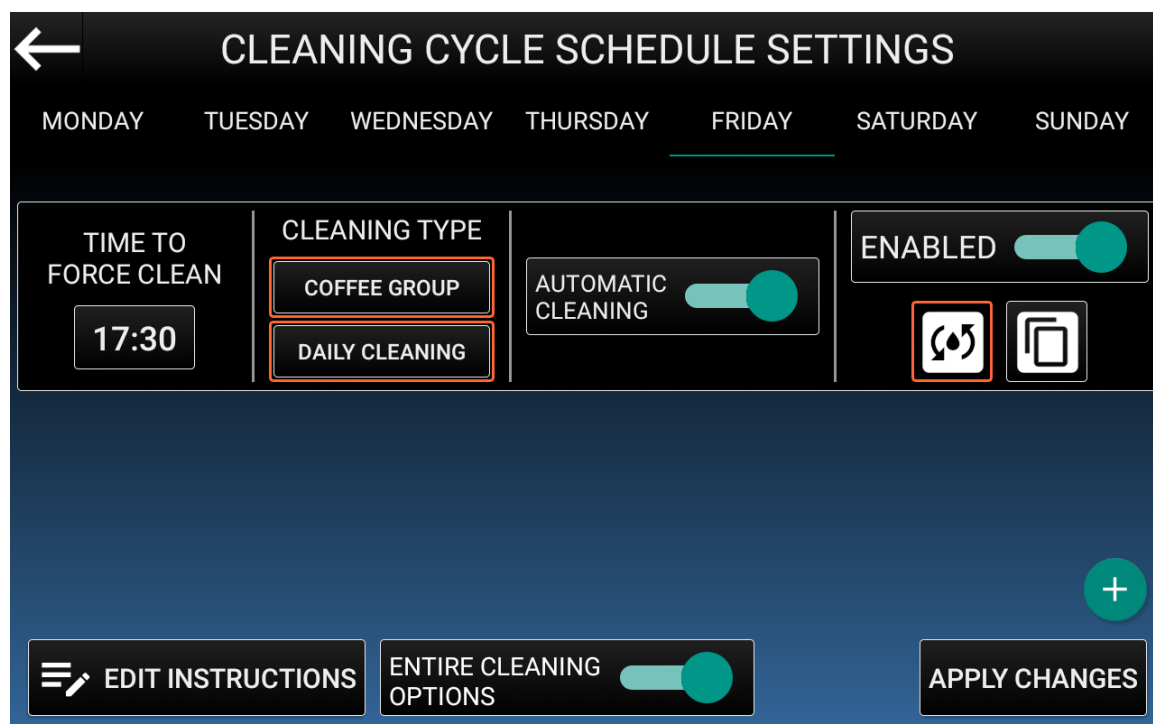 CLEANING CYCLE SCHEDULE SETTINGS
MONDAY TUESDAY WEDNESDAY THURSDAY FRIDAY SATURDAY SUNDAY
TIME TO
FORCE CLEAN
17:30
CLEANING TYPE
COFFEE GROUP
DAILY CLEANING
AUTOMATIC
CLEANING
ENABLED
EDIT INSTRUCTIONS
ENTIRE CLEANING
OPTIONS
APPLY CHANGES